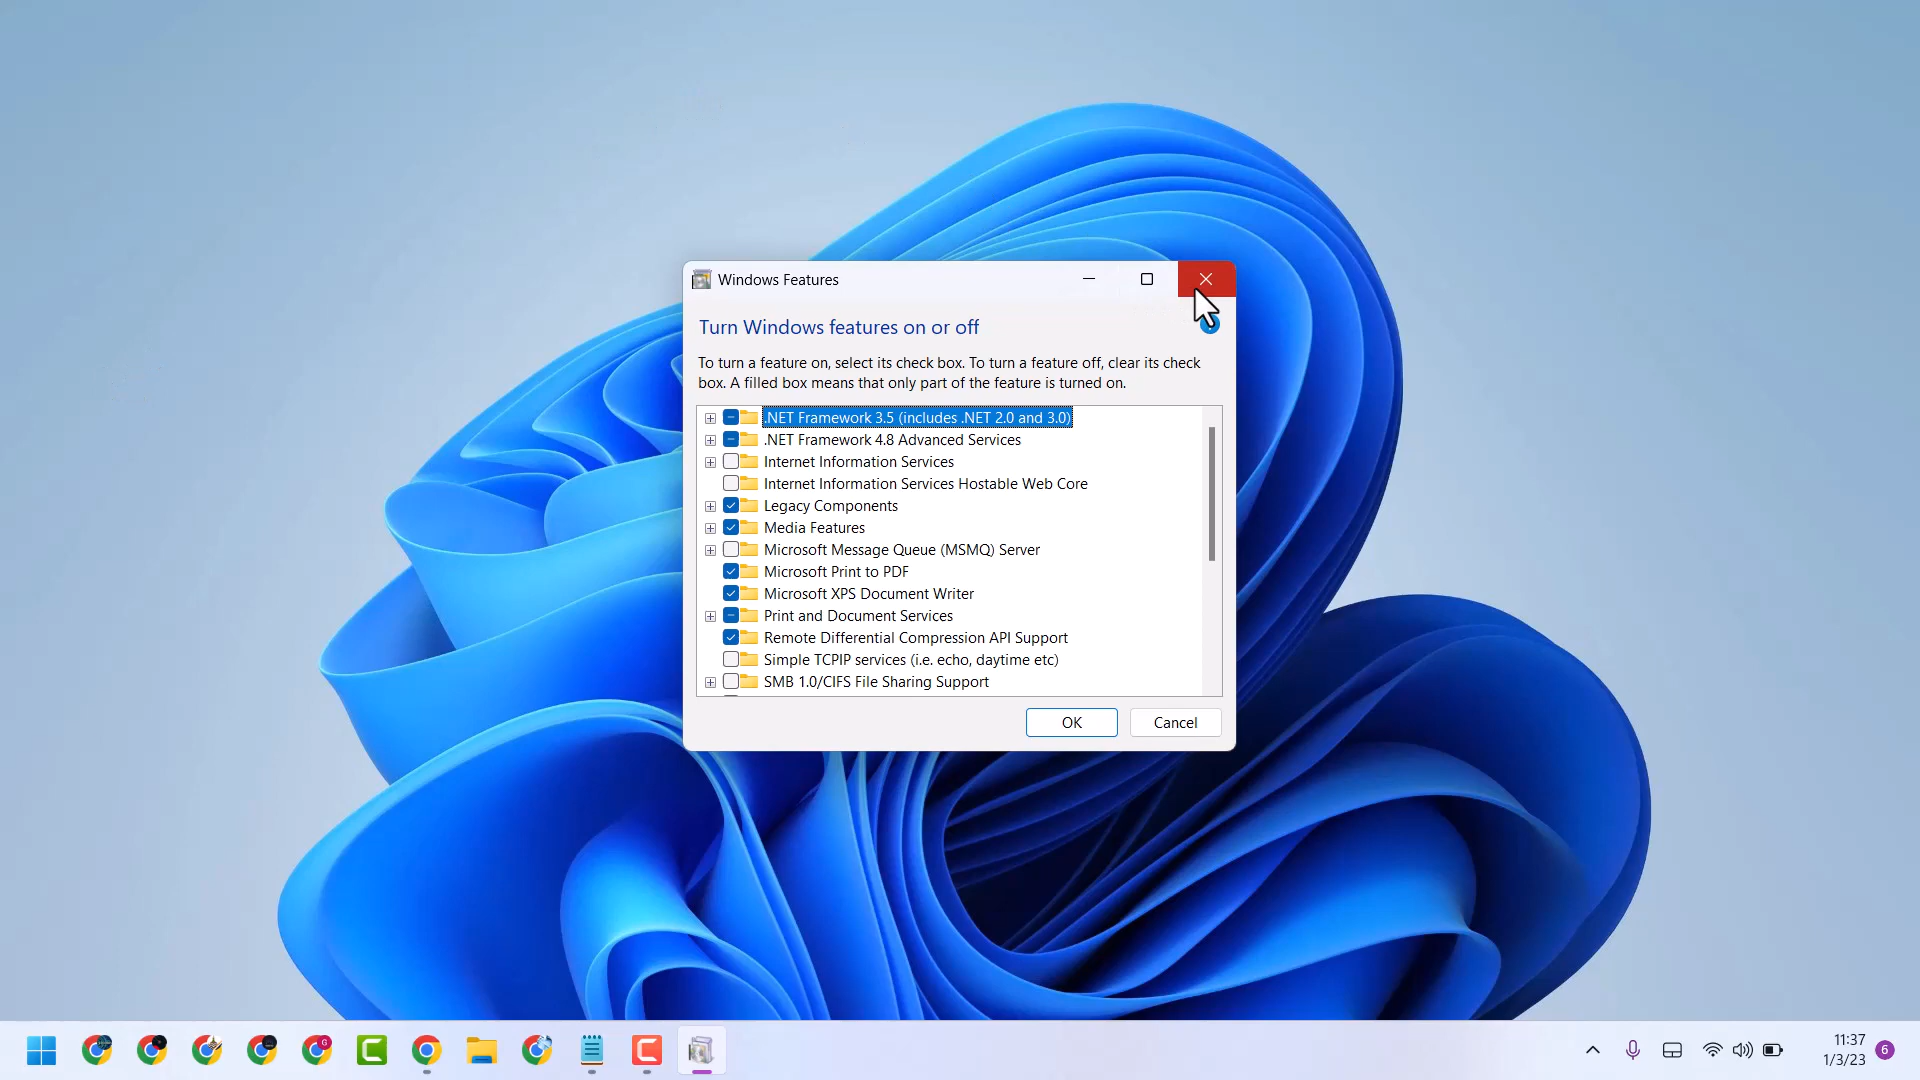 Windows Features
Turn Windows features on or off
To turn a feature on, select its check box. To turn a feature off, clear its check
box. A filled box means that only part of the feature is turned on.
.NET Framework 3.5 (includes .NET 2.0 and 3.0)
.NET Framework 4.8 Advanced Services
Internet Information Services
Internet Information Services Hostable Web Core
Legacy Components
Media Features
Microsoft Message Queue (MSMQ) Server
Microsoft Print to PDF
Microsoft XPS Document Writer
Print and Document Services
Remote Differential Compression API Support
Simple TCPIP services (i.e. echo, daytime etc)
SMB 1.0/CIFS File Sharing Support
OK
Cancel
G
11:37
1/3/23
6